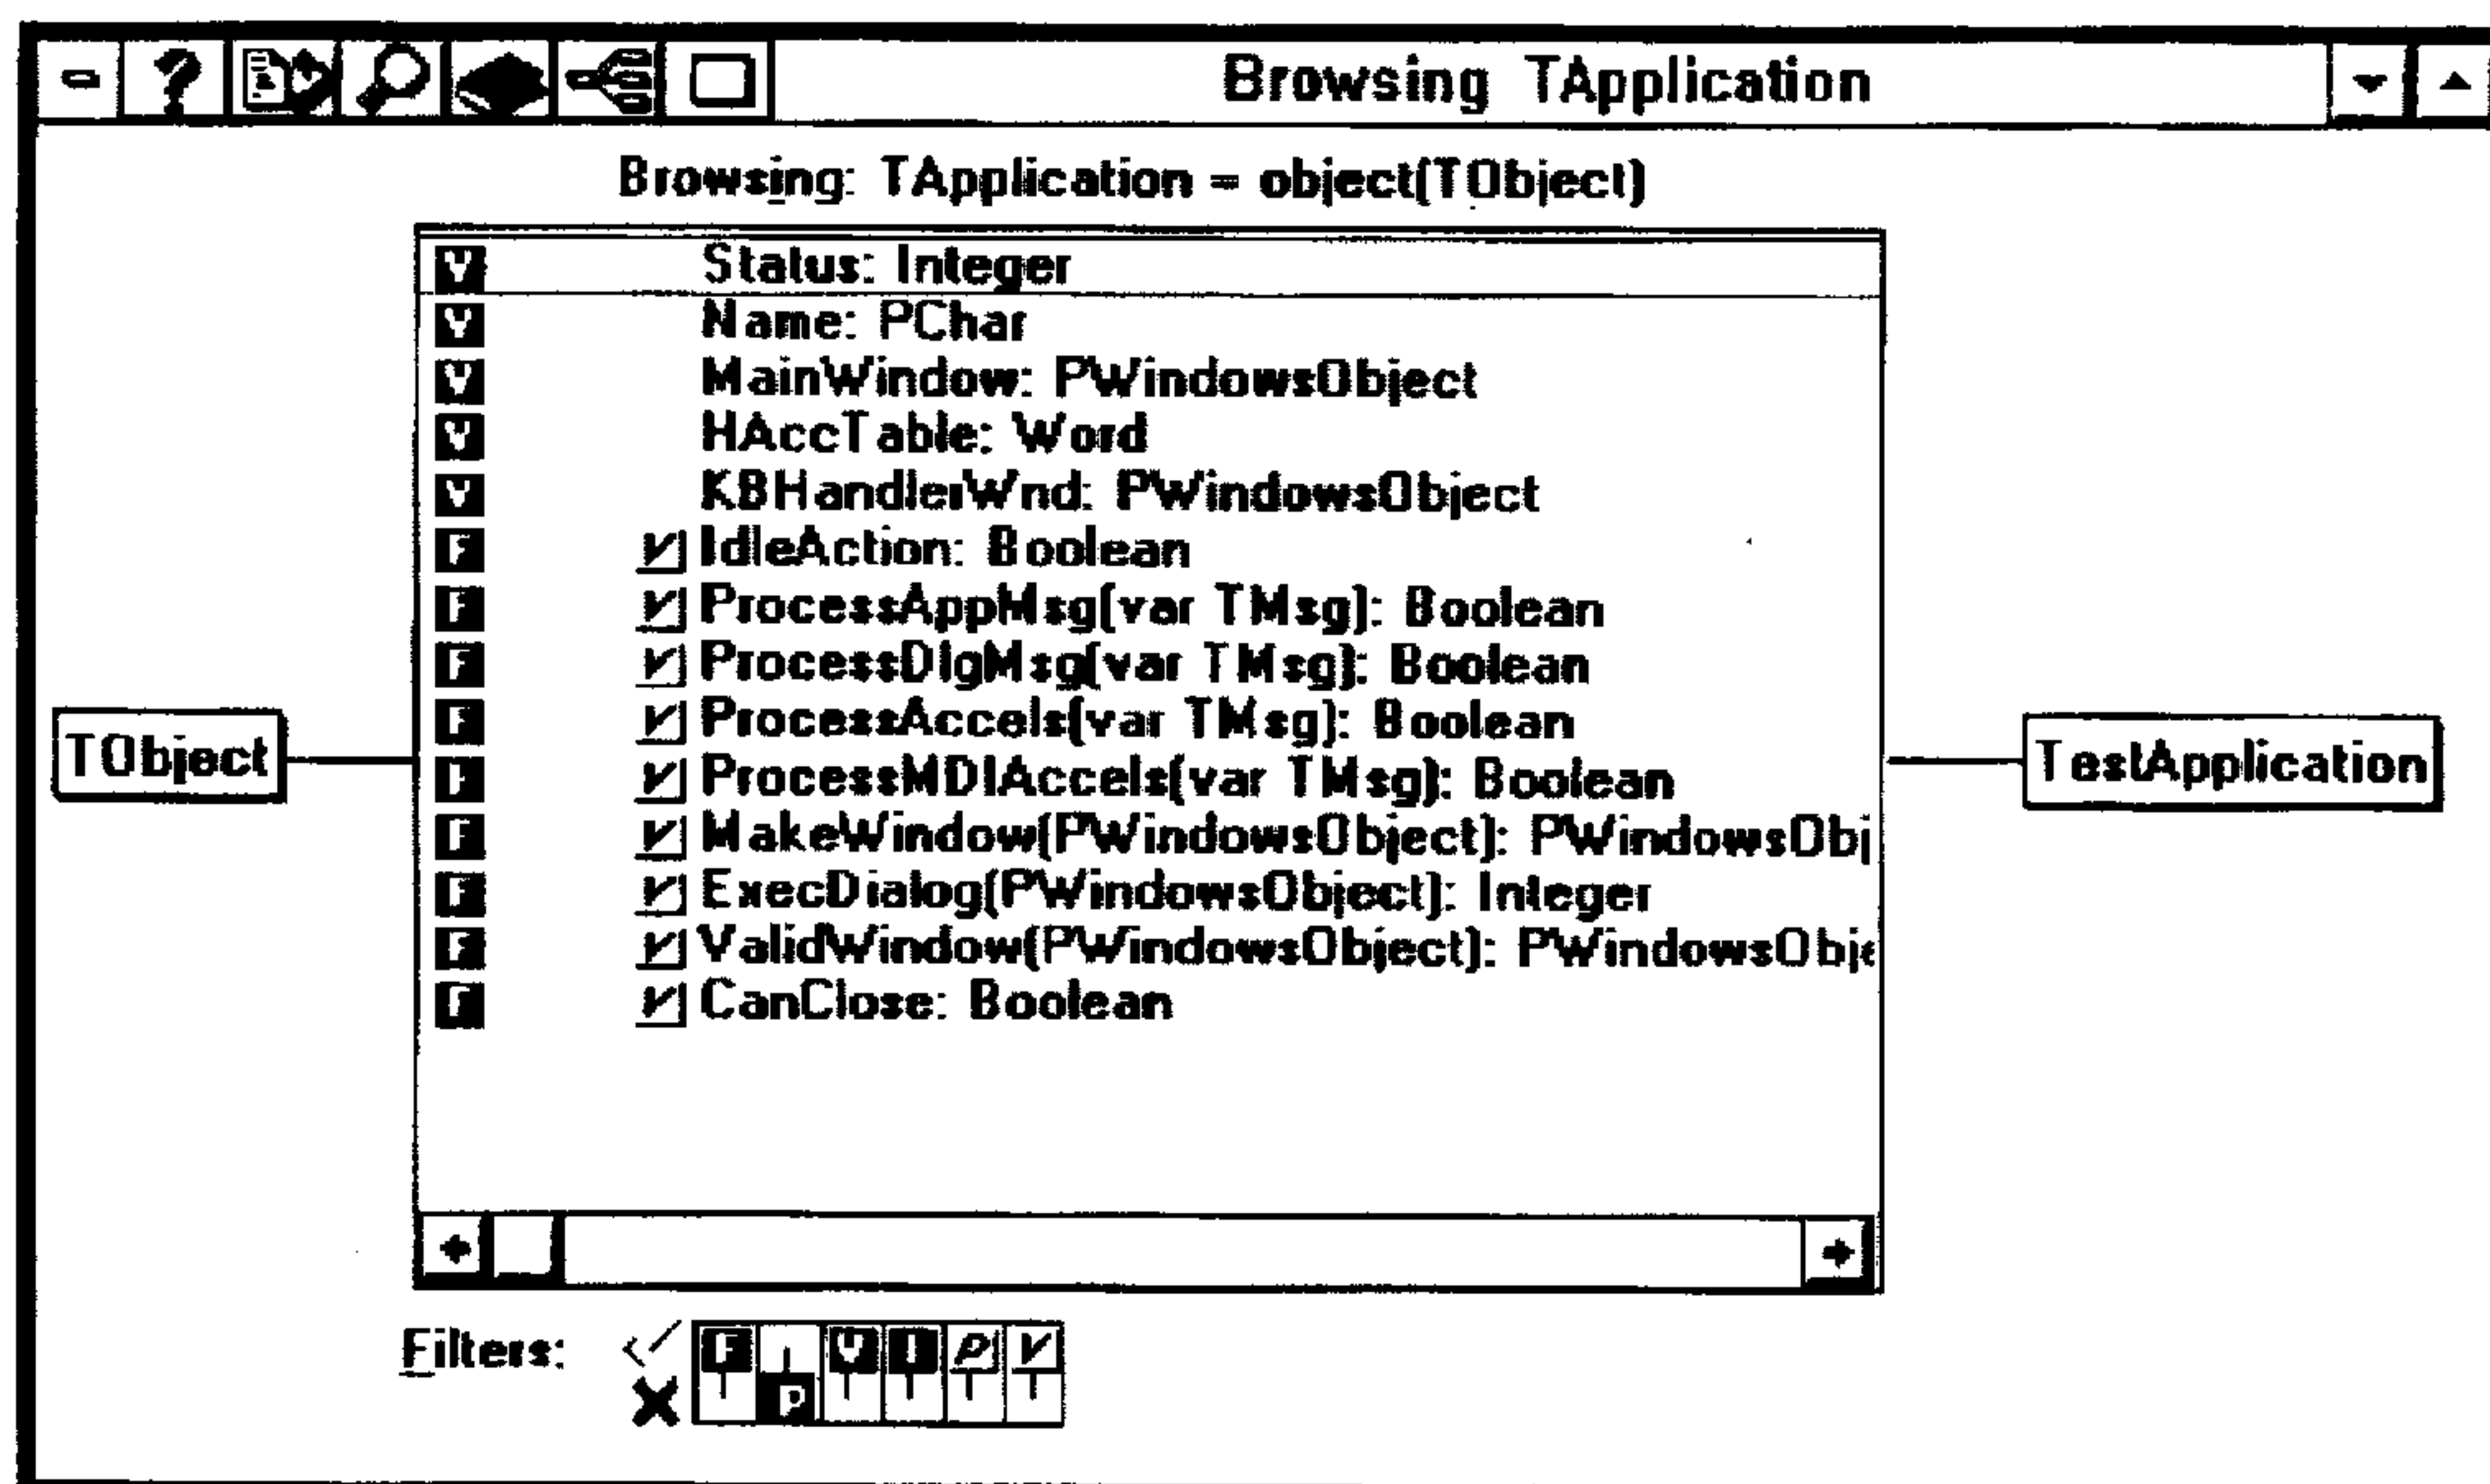 Browsing TApplication
Browsing: TApplication = object(TObject)
V Status: Integer
V Name: PChar
V MainWindow: PWindowsObject
V HAccTable: Word
V KBHandlerWnd: PWindowsObject
F V IdleAction: Boolean
F V ProcessAppMsg(var TMsg): Boolean
F V ProcessDlgMsg(var TMsg): Boolean
F V ProcessAccels(var TMsg): Boolean
F V ProcessMDIAccels(var TMsg): Boolean
F V MakeWindow(PWindowsObject): PWindowsObj
F V ExecDialog(PWindowsObject): Integer
F V ValidWindow(PWindowsObject): PWindowsObje
F V CanClose: Boolean
TObject
TestApplication
Filters: F V I P V
P